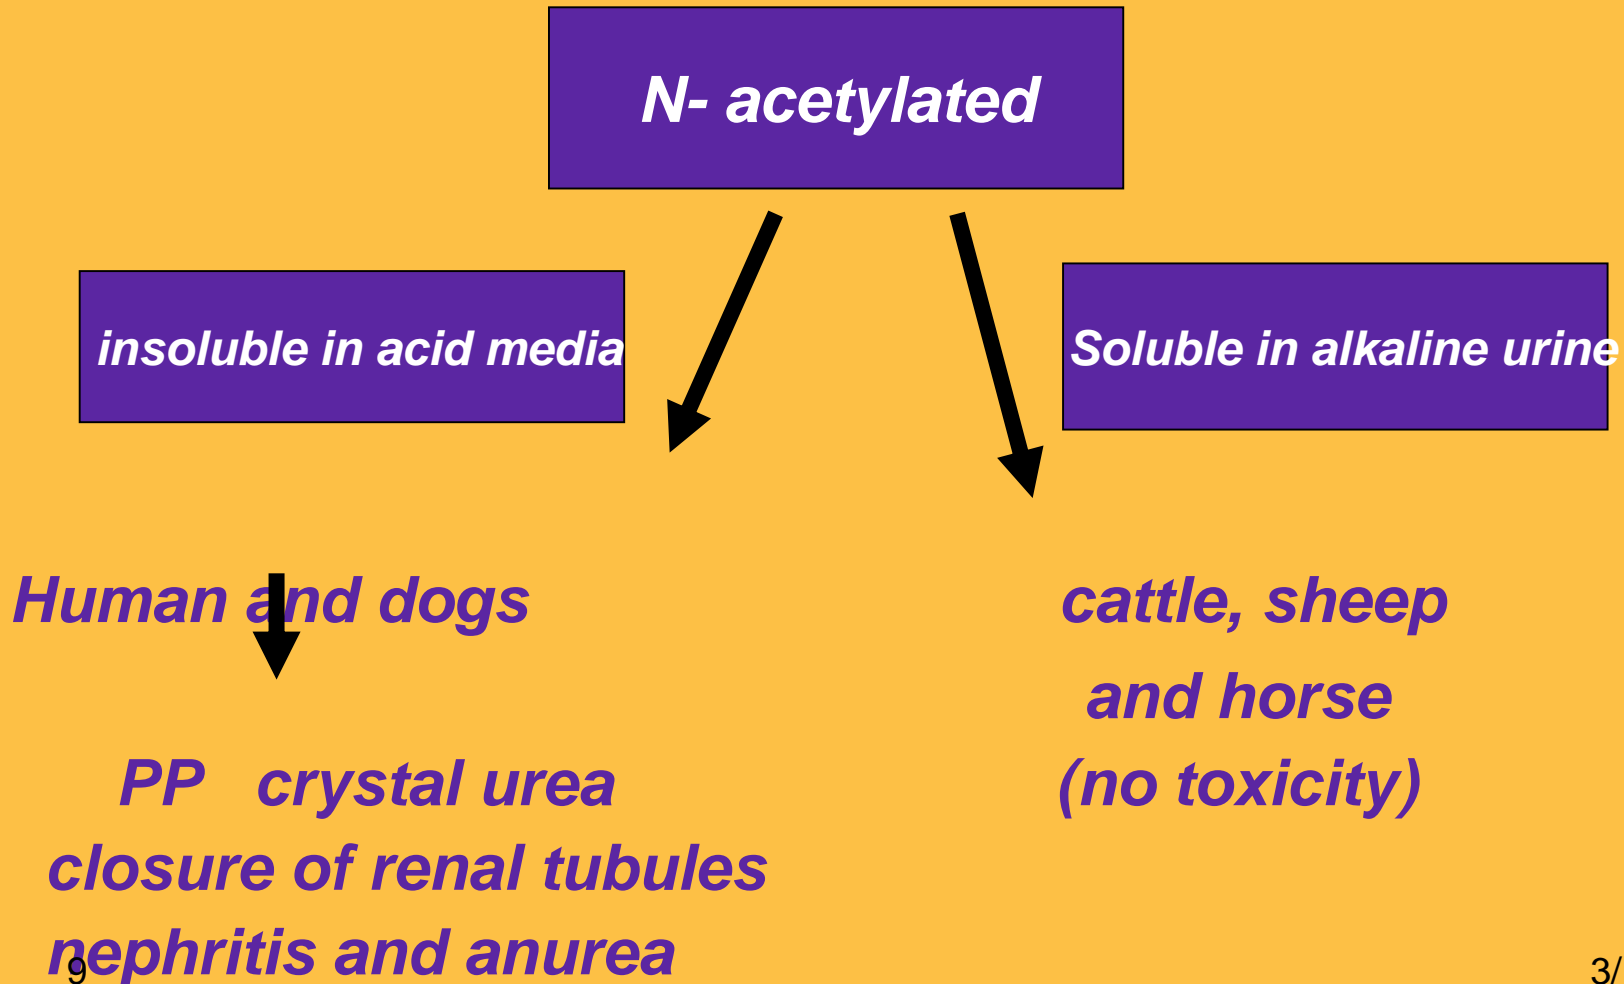 N- acetylated
insoluble in acid media
Soluble in alkaline urine
Human and dogs
cattle, sheep
and horse
(no toxicity)
PP   crystal urea
closure of renal tubules
nephritis and anurea
9
3/